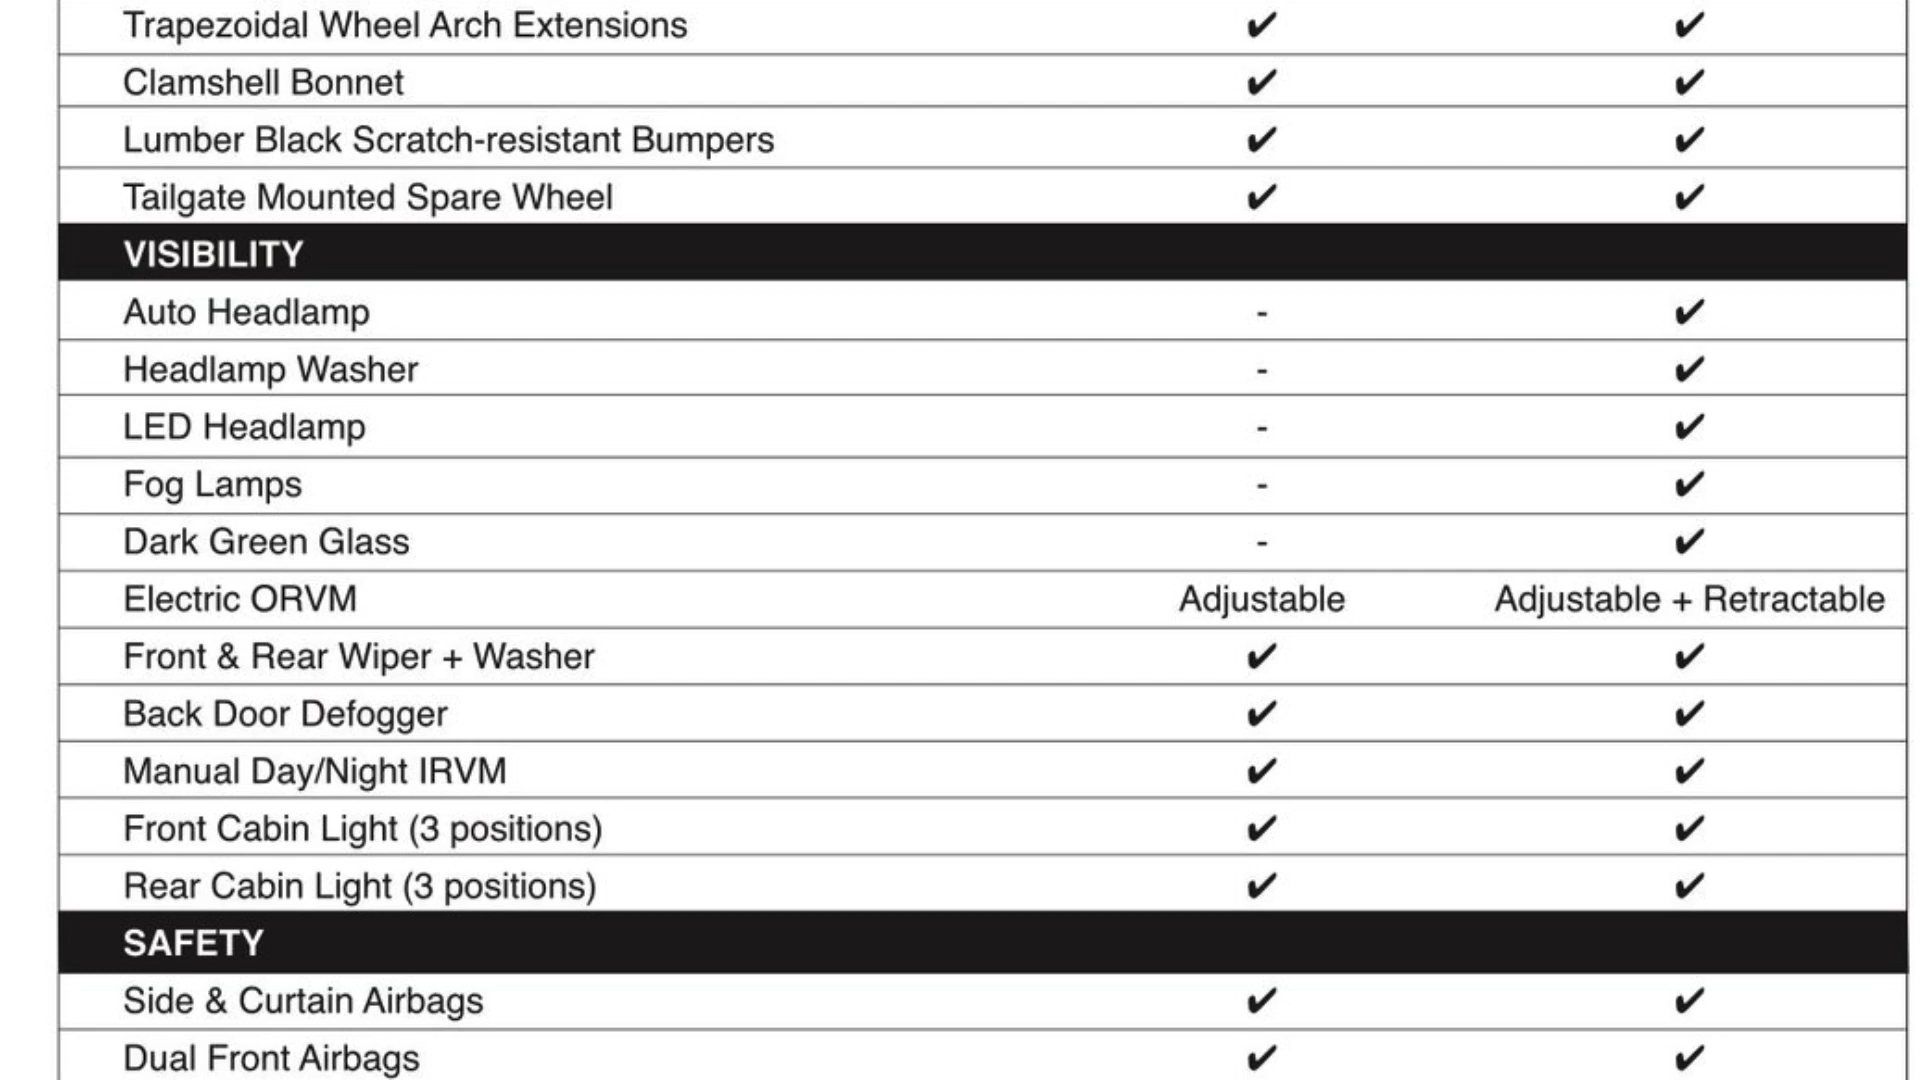 Trapezoidal Wheel Arch Extensions ✔ ✔
Clamshell Bonnet ✔ ✔
Lumber Black Scratch-resistant Bumpers ✔ ✔
Tailgate Mounted Spare Wheel ✔ ✔
VISIBILITY
Auto Headlamp - ✔
Headlamp Washer - ✔
LED Headlamp - ✔
Fog Lamps - ✔
Dark Green Glass - ✔
Electric ORVM Adjustable Adjustable + Retractable
Front & Rear Wiper + Washer ✔ ✔
Back Door Defogger ✔ ✔
Manual Day/Night IRVM ✔ ✔
Front Cabin Light (3 positions) ✔ ✔
Rear Cabin Light (3 positions) ✔ ✔
SAFETY
Side & Curtain Airbags ✔ ✔
Dual Front Airbags ✔ ✔